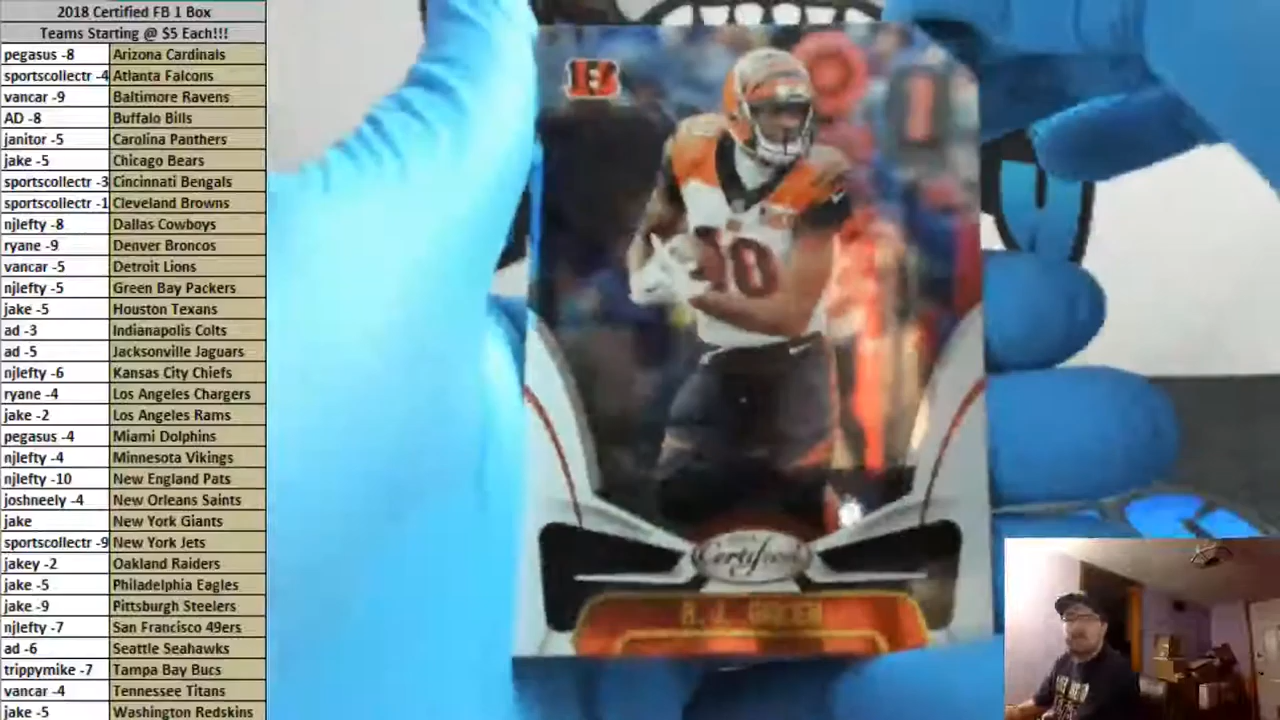 2018 Certified FB 1 Box
Teams Starting @ $5 Each!!!
pegasus -8 Arizona Cardinals
sportscollectr -4 Atlanta Falcons
vancar -9 Baltimore Ravens
AD -8 Buffalo Bills
janitor -5 Carolina Panthers
jake -5 Chicago Bears
sportscollectr -3 Cincinnati Bengals
sportscollectr -1 Cleveland Browns
njlefty -8 Dallas Cowboys
ryane -9 Denver Broncos
vancar -5 Detroit Lions
njlefty -5 Green Bay Packers
jake -5 Houston Texans
ad -3 Indianapolis Colts
ad -5 Jacksonville Jaguars
njlefty -6 Kansas City Chiefs
ryane -4 Los Angeles Chargers
jake -2 Los Angeles Rams
pegasus -4 Miami Dolphins
njlefty -4 Minnesota Vikings
njlefty -10 New England Pats
joshneely -4 New Orleans Saints
jake New York Giants
sportscollectr -9 New York Jets
jakey -2 Oakland Raiders
jake -5 Philadelphia Eagles
jake -9 Pittsburgh Steelers
njlefty -7 San Francisco 49ers
ad -6 Seattle Seahawks
trippymike -7 Tampa Bay Bucs
vancar -4 Tennessee Titans
jake -5 Washington Redskins
B
Certified
A.J. GREEN